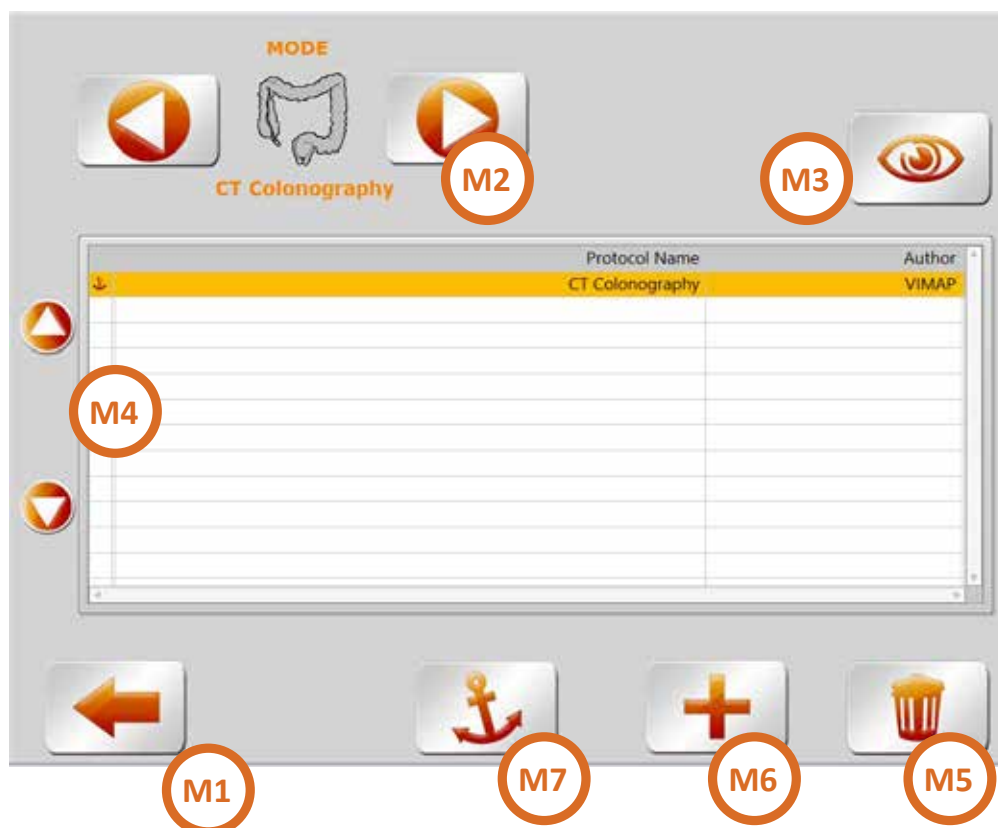 MODE
CT Colonography
M2
M3
Protocol Name Author
CT Colonography VIMAP
M4
M1
M7
M6
M5